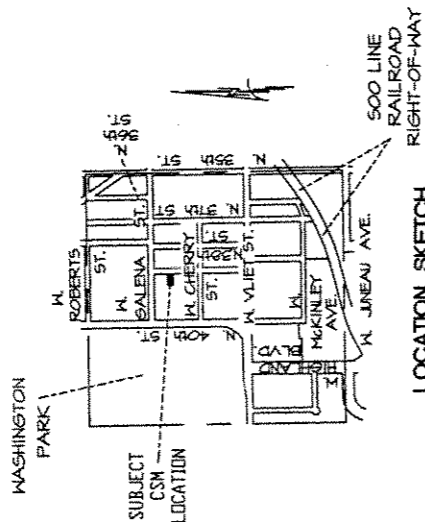 WASHINGTON
PARK
SUBJECT
CSM
LOCATION
W.
ROBERTS
ST.
W.
GALENA
ST.
W. CHERRY
ST.
W. VLIET ST.
W.
McKINLEY
AVE.
W. JUNEAU AVE.
W.
HIGHLAND
BLVD
N. 40th ST.
N. 38th ST.
N. 37th ST.
N. 35th ST.
N. 36th
ST.
SOO LINE
RAILROAD
RIGHT-OF-WAY
LOCATION SKETCH